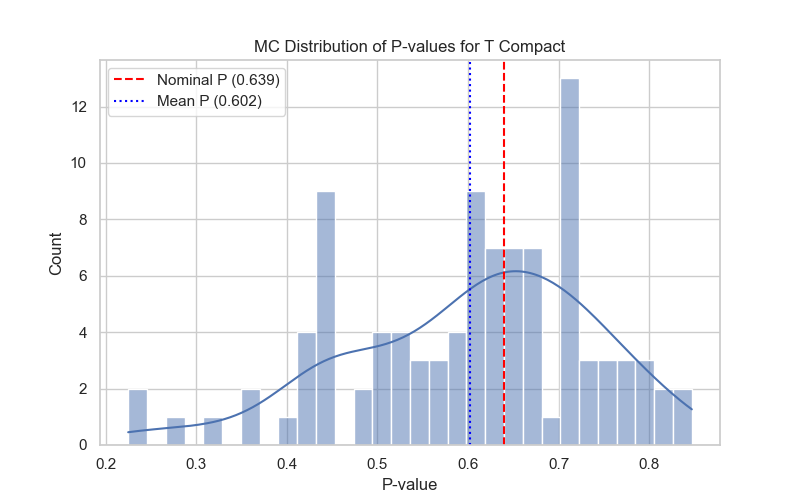 MC Distribution of P-values for T Compact
Nominal P (0.639)
Mean P (0.602)
12
10
8
6
4
2
0
Count
0.2 0.3 0.4 0.5 0.6 0.7 0.8
P-value